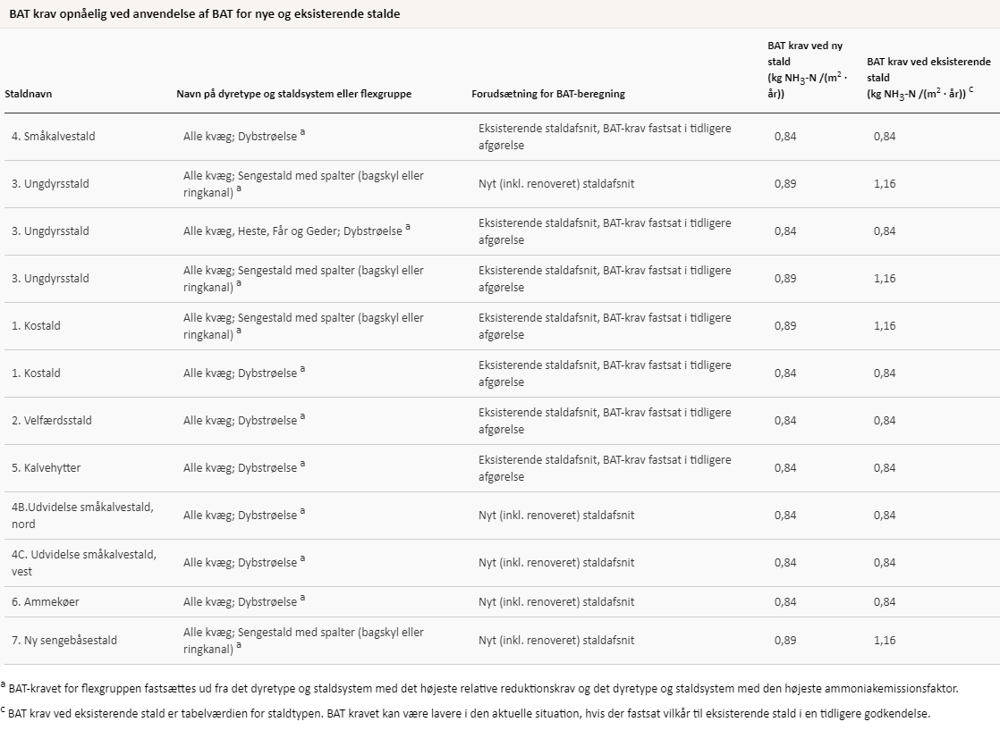 BAT krav opnåelig ved anvendelse af BAT for nye og eksisterende stalde
Staldnavn
Navn på dyretype og staldsystem eller flexgruppe
Forudsætning for BAT-beregning
BAT krav ved ny
stald
(kg NH3-N /(m² ·
år))
BAT krav ved eksisterende
stald
(kg NH3-N /(m² · år)) c
4. Småkalvestald
Alle kvæg; Dybstrøelse a
Eksisterende staldafsnit, BAT-krav fastsat i tidligere
afgørelse
0,84
0,84
3. Ungdyrsstald
Alle kvæg; Sengestald med spalter (bagskyl eller
ringkanal) a
Nyt (inkl. renoveret) staldafsnit
0,89
1,16
3. Ungdyrsstald
Alle kvæg, Heste, Får og Geder; Dybstrøelse a
Eksisterende staldafsnit, BAT-krav fastsat i tidligere
afgørelse
0,84
0,84
3. Ungdyrsstald
Alle kvæg; Sengestald med spalter (bagskyl eller
ringkanal) a
Eksisterende staldafsnit, BAT-krav fastsat i tidligere
afgørelse
0,89
1,16
1. Kostald
Alle kvæg; Sengestald med spalter (bagskyl eller
ringkanal) a
Eksisterende staldafsnit, BAT-krav fastsat i tidligere
afgørelse
0,89
1,16
1. Kostald
Alle kvæg; Dybstrøelse a
Eksisterende staldafsnit, BAT-krav fastsat i tidligere
afgørelse
0,84
0,84
2. Velfærdsstald
Alle kvæg; Dybstrøelse a
Eksisterende staldafsnit, BAT-krav fastsat i tidligere
afgørelse
0,84
0,84
5. Kalvehytter
Alle kvæg; Dybstrøelse a
Eksisterende staldafsnit, BAT-krav fastsat i tidligere
afgørelse
0,84
0,84
4B.Udvidelse småkalvestald,
nord
Alle kvæg; Dybstrøelse a
Nyt (inkl. renoveret) staldafsnit
0,84
0,84
4C. Udvidelse småkalvestald,
vest
Alle kvæg; Dybstrøelse a
Nyt (inkl. renoveret) staldafsnit
0,84
0,84
6. Ammekøer
Alle kvæg; Dybstrøelse a
Nyt (inkl. renoveret) staldafsnit
0,84
0,84
7. Ny sengebåsestald
Alle kvæg; Sengestald med spalter (bagskyl eller
ringkanal) a
Nyt (inkl. renoveret) staldafsnit
0,89
1,16
a BAT-kravet for flexgruppen fastsættes ud fra det dyretype og staldsystem med det højeste relative reduktionskrav og det dyretype og staldsystem med den højeste ammoniakemissionsfaktor.
c BAT krav ved eksisterende stald er tabelværdien for staldtypen. BAT kravet kan være lavere i den aktuelle situation, hvis der fastsat vilkår til eksisterende stald i en tidligere godkendelse.